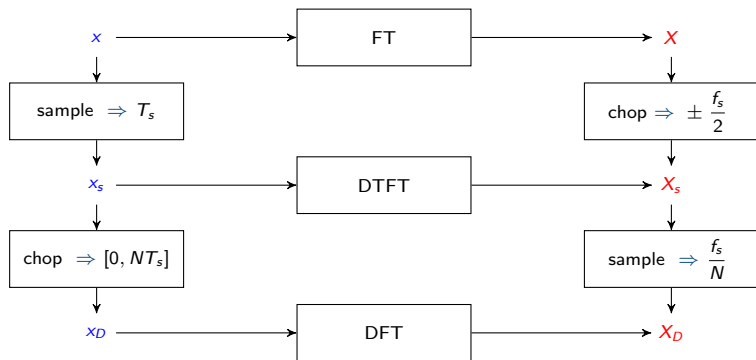 x FT X
sample ⇒ T_s chop ⇒ ± f_s/2
x_s DTFT X_s
chop ⇒ [0, NT_s] sample ⇒ f_s/N
x_D DFT X_D